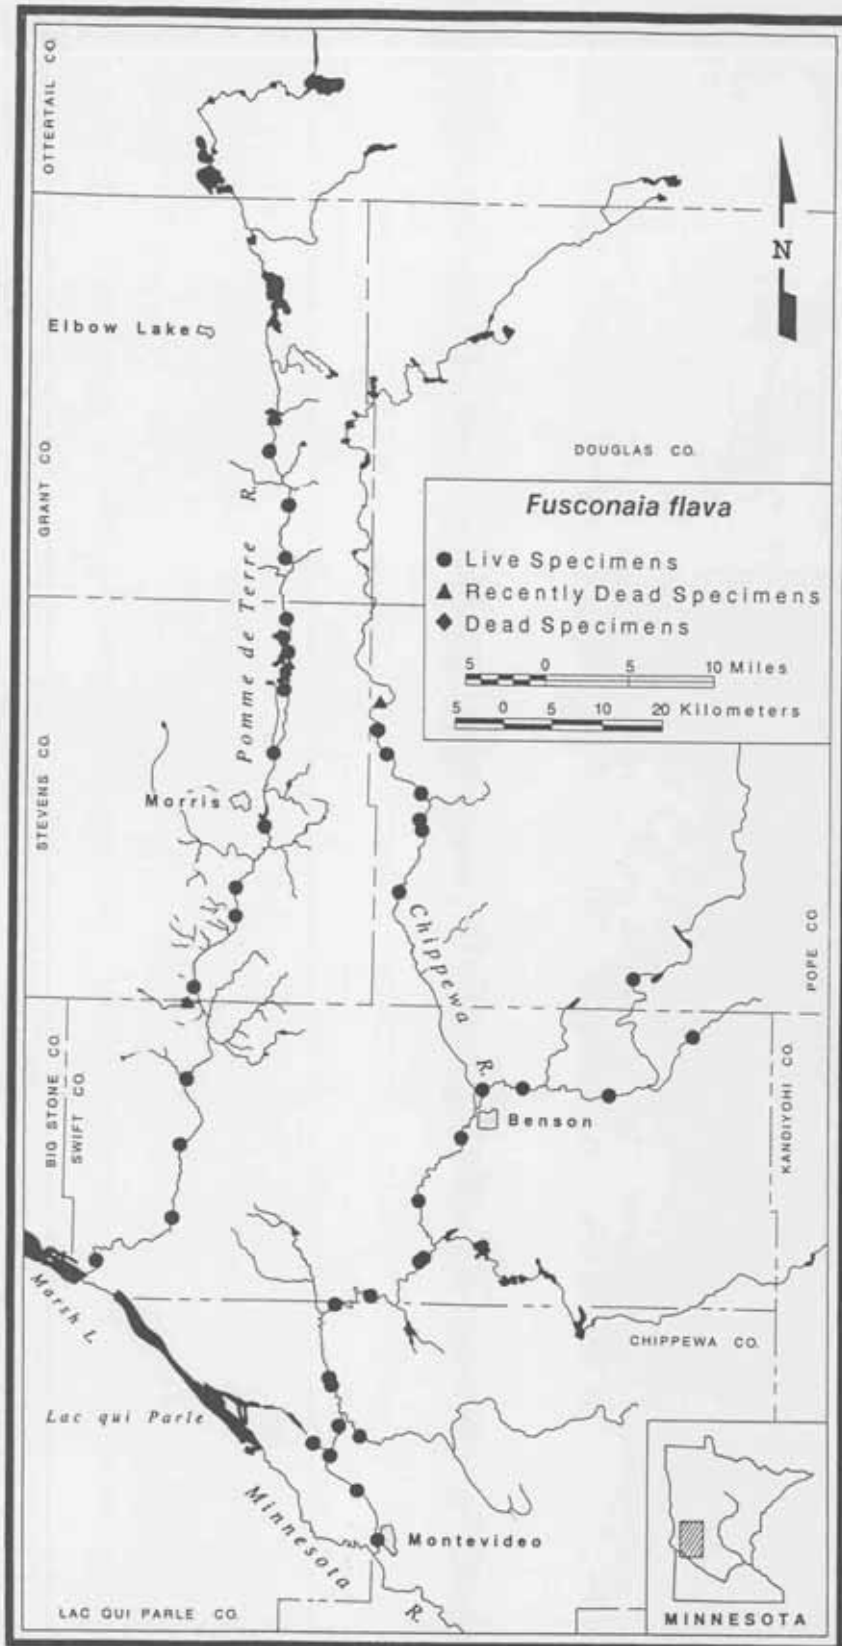 OTTERTAIL CO.
N
Elbow Lake
DOUGLAS CO.
GRANT CO
Fusconaia flava
Live Specimens
Recently Dead Specimens
Dead Specimens
5 0 5 10 Miles
5 0 5 10 20 Kilometers
Pomme de Terre R.
STEVENS CO.
Morris
Chippewa R.
POPE CO.
BIG STONE CO.
SWIFT CO.
KANDIYOHI CO.
Benson
Marsh L.
CHIPPEWA CO.
Lac qui Parle
Minnesota R.
Montevideo
LAC QUI PARLE CO.
MINNESOTA